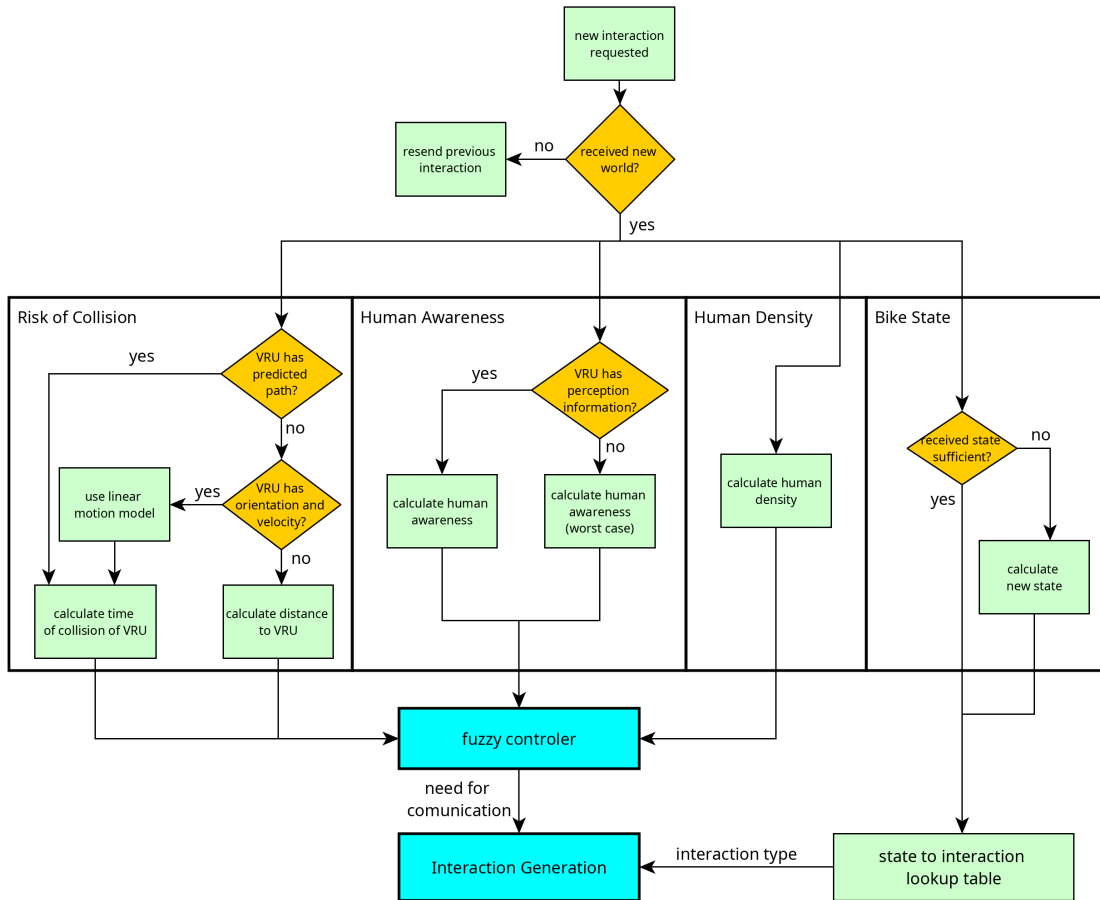 new interaction
requested
received new
world?
no
resend previous
interaction
yes
Risk of Collision
Human Awareness
Human Density
Bike State
VRU has
predicted
path?
yes
no
VRU has
orientation and
velocity?
yes
use linear
motion model
no
calculate time
of collision of VRU
calculate distance
to VRU
VRU has
perception
information?
yes
no
calculate human
awareness
calculate human
awareness
(worst case)
calculate human
density
received state
sufficient?
no
yes
calculate
new state
fuzzy controler
need for
comunication
Interaction Generation
interaction type
state to interaction
lookup table